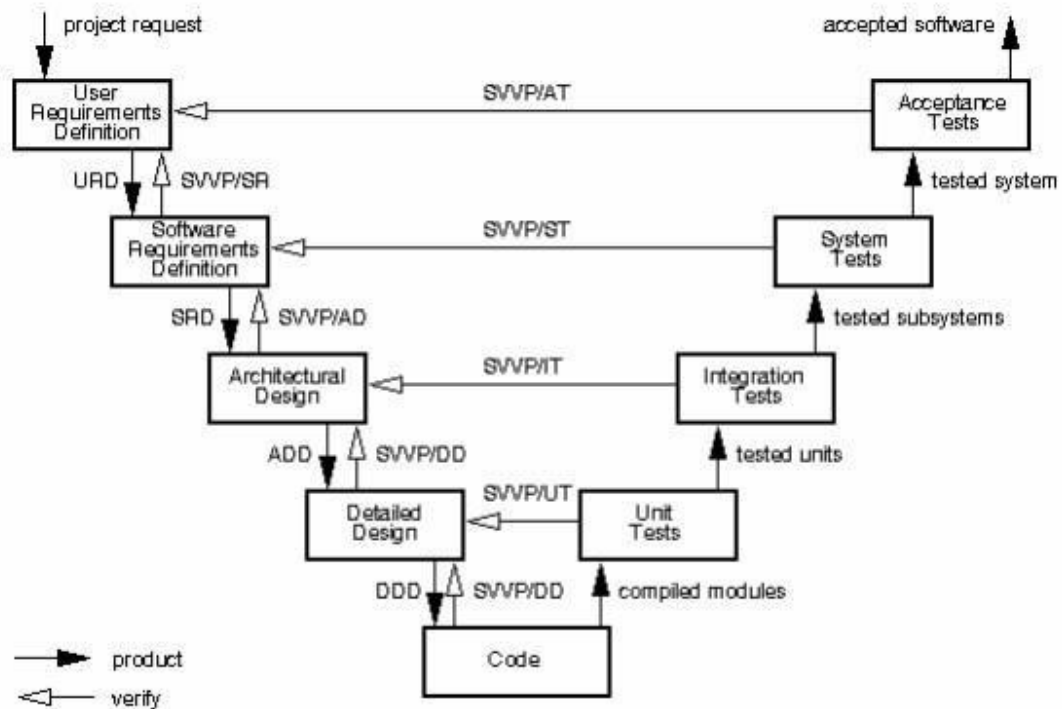 project request
accepted software
User
Requirements
Definition
SVVP/AT
Acceptance
Tests
URD
SVVP/SR
tested system
Software
Requirements
Definition
SVVP/ST
System
Tests
SRD
SVVP/AD
tested subsystems
Architectural
Design
SVVP/IT
Integration
Tests
ADD
SVVP/DD
tested units
Detailed
Design
SVVP/UT
Unit
Tests
DDD
SVVP/DD
compiled modules
Code
product
verify